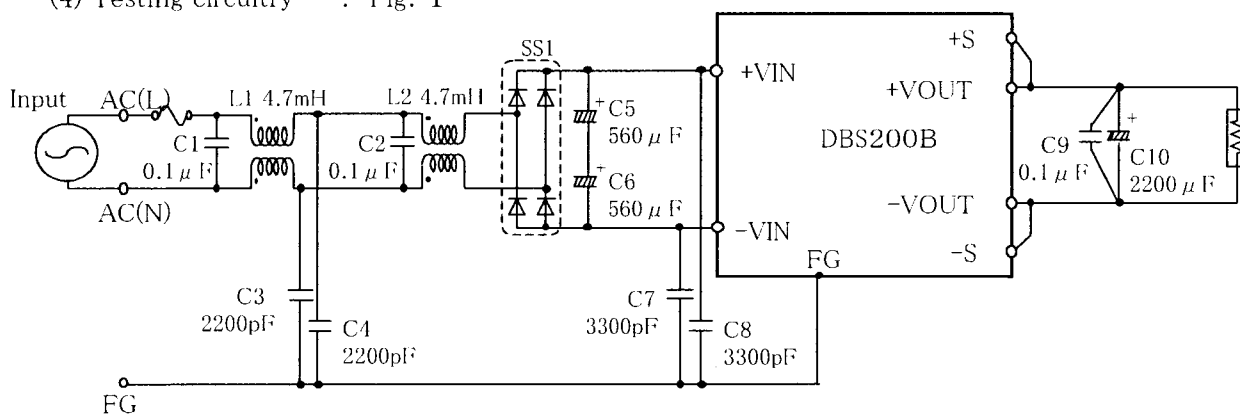 (4) Testing circuitry : Fig. 1
SS1
+S
+VIN
+VOUT
Input
AC(L)
L1 4.7mH
L2 4.7mH
C1
0.1μF
C2
0.1μF
C5
560μF
C6
560μF
DBS200B
C9
0.1μF
C10
2200μF
AC(N)
-VOUT
-VIN
-S
FG
C3
2200pF
C4
2200pF
C7
3300pF
C8
3300pF
FG